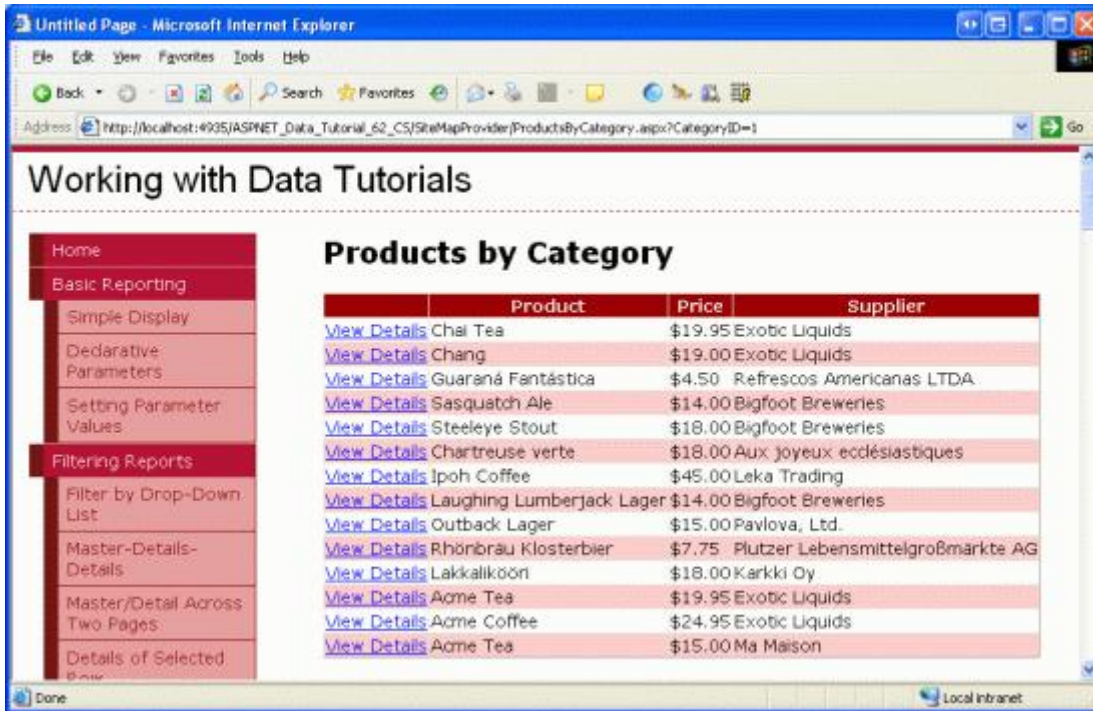 Untitled Page - Microsoft Internet Explorer
File Edit View Favorites Tools Help
Back Search Favorites
Address http://localhost:4935/ASPNET_Data_Tutorial_62_CS/SiteMapProvider/ProductsByCategory.aspx?CategoryID=1 Go
Working with Data Tutorials
Home
Basic Reporting
Simple Display
Declarative
Parameters
Setting Parameter
Values
Filtering Reports
Filter by Drop-Down
List
Master-Details-
Details
Master/Detail Across
Two Pages
Details of Selected
Row
Products by Category
Product Price Supplier
View Details Chai Tea $19.95 Exotic Liquids
View Details Chang $19.00 Exotic Liquids
View Details Guaraná Fantástica $4.50 Refrescos Americanas LTDA
View Details Sasquatch Ale $14.00 Bigfoot Breweries
View Details Steeleye Stout $18.00 Bigfoot Breweries
View Details Chartreuse verte $18.00 Aux joyeux ecclésiastiques
View Details Ipoh Coffee $45.00 Leka Trading
View Details Laughing Lumberjack Lager $14.00 Bigfoot Breweries
View Details Outback Lager $15.00 Pavlova, Ltd.
View Details Rhönbräu Klosterbier $7.75 Plutzer Lebensmittelgroßmärkte AG
View Details Lakkalikööri $18.00 Karkki Oy
View Details Acme Tea $19.95 Exotic Liquids
View Details Acme Coffee $24.95 Exotic Liquids
View Details Acme Tea $15.00 Ma Maison
Done Local intranet